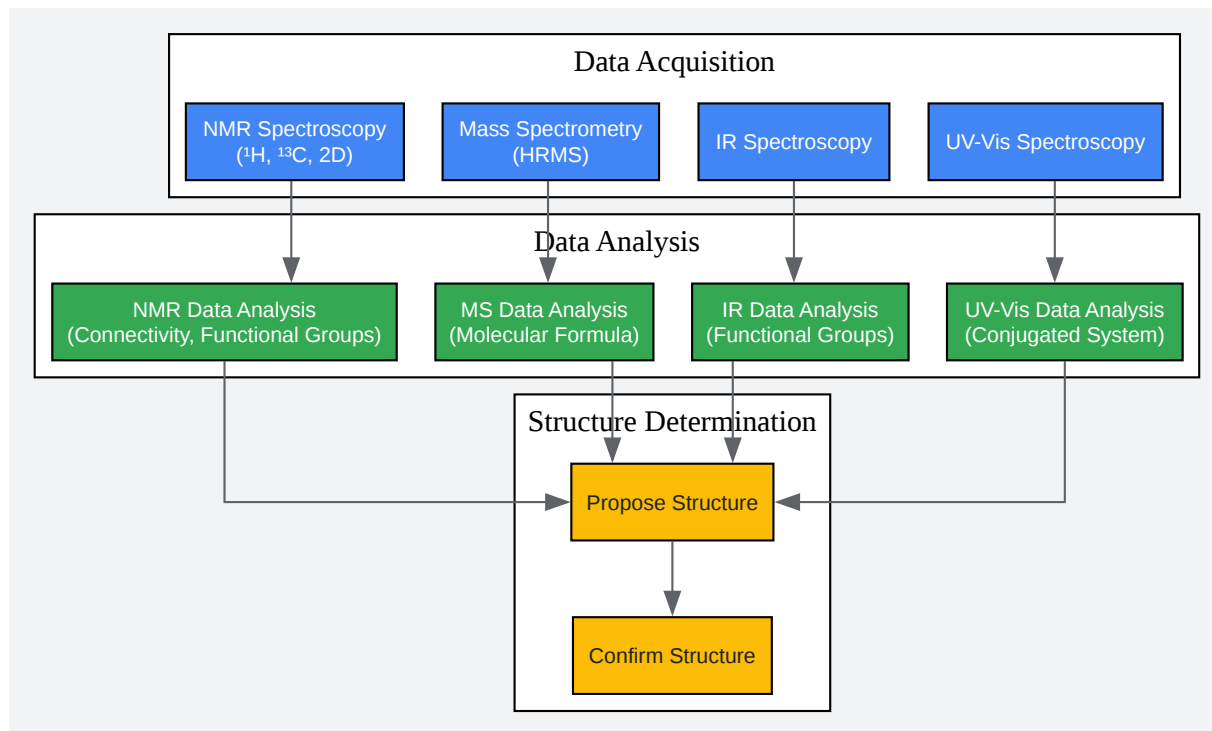 Data Acquisition
NMR Spectroscopy
(¹H, ¹³C, 2D)
Mass Spectrometry
(HRMS)
IR Spectroscopy
UV-Vis Spectroscopy
Data Analysis
NMR Data Analysis
(Connectivity, Functional Groups)
MS Data Analysis
(Molecular Formula)
IR Data Analysis
(Functional Groups)
UV-Vis Data Analysis
(Conjugated System)
Structure Determination
Propose Structure
Confirm Structure